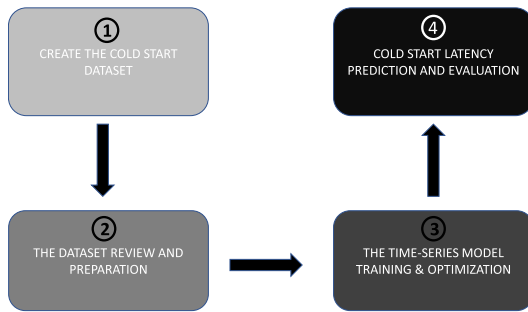 ①
CREATE THE COLD START
DATASET
②
THE DATASET REVIEW AND
PREPARATION
③
THE TIME-SERIES MODEL
TRAINING & OPTIMIZATION
④
COLD START LATENCY
PREDICTION AND EVALUATION